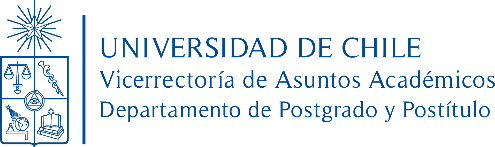 UNIVERSIDAD DE CHILE
Vicerrectoría de Asuntos Académicos
Departamento de Postgrado y Postítulo